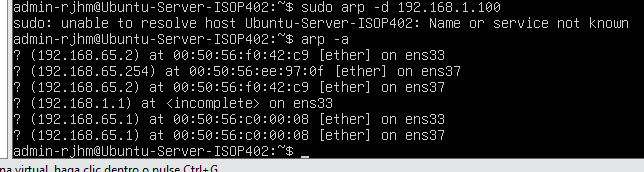 admin-rjhm@Ubuntu-Server-ISOP402:~$ sudo arp -d 192.168.1.100
sudo: unable to resolve host Ubuntu-Server-ISOP402: Name or service not known
admin-rjhm@Ubuntu-Server-ISOP402:~$ arp -a
? (192.168.65.2) at 00:50:56:f0:42:c9 [ether] on ens33
? (192.168.65.254) at 00:50:56:ee:97:0f [ether] on ens37
? (192.168.65.2) at 00:50:56:f0:42:c9 [ether] on ens37
? (192.168.1.1) at <incomplete> on ens33
? (192.168.65.1) at 00:50:56:c0:00:08 [ether] on ens33
? (192.168.65.1) at 00:50:56:c0:00:08 [ether] on ens37
admin-rjhm@Ubuntu-Server-ISOP402:~$ _
na virtual, haga clic dentro o pulse Ctrl+G